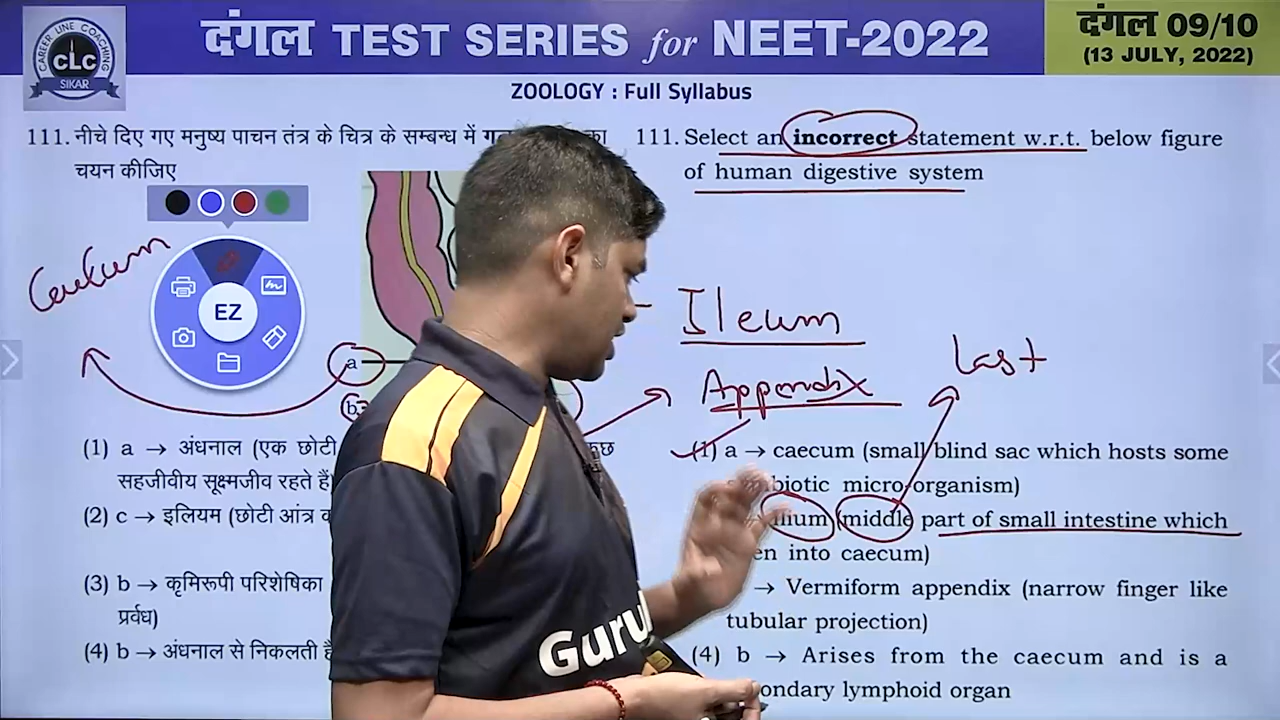 CAREER LINE COACHING
CLC
SIKAR
दंगल TEST SERIES for NEET-2022
दंगल 09/10
(13 JULY, 2022)
ZOOLOGY : Full Syllabus
111. नीचे दिए गए मनुष्य पाचन तंत्र के चित्र के सम्बन्ध में
चयन कीजिए
EZ
Caecum
a
b
(1) a → अंधनाल (एक छोटी
सहजीवीय सूक्ष्मजीव रहते हैं
(2) c → इलियम (छोटी आंत्र
(3) b → कृमिरूपी परिशेषिका
प्रर्वध)
(4) b → अंधनाल से निकलती
111. Select an incorrect statement w.r.t. below figure
of human digestive system
Ileum
last
Appendix
(1) a → caecum (small blind sac which hosts some
organism)
(middle part of small intestine which
into caecum)
→ Vermiform appendix (narrow finger like
tubular projection)
(4) b → Arises from the caecum and is a
lymphoid organ
Guru